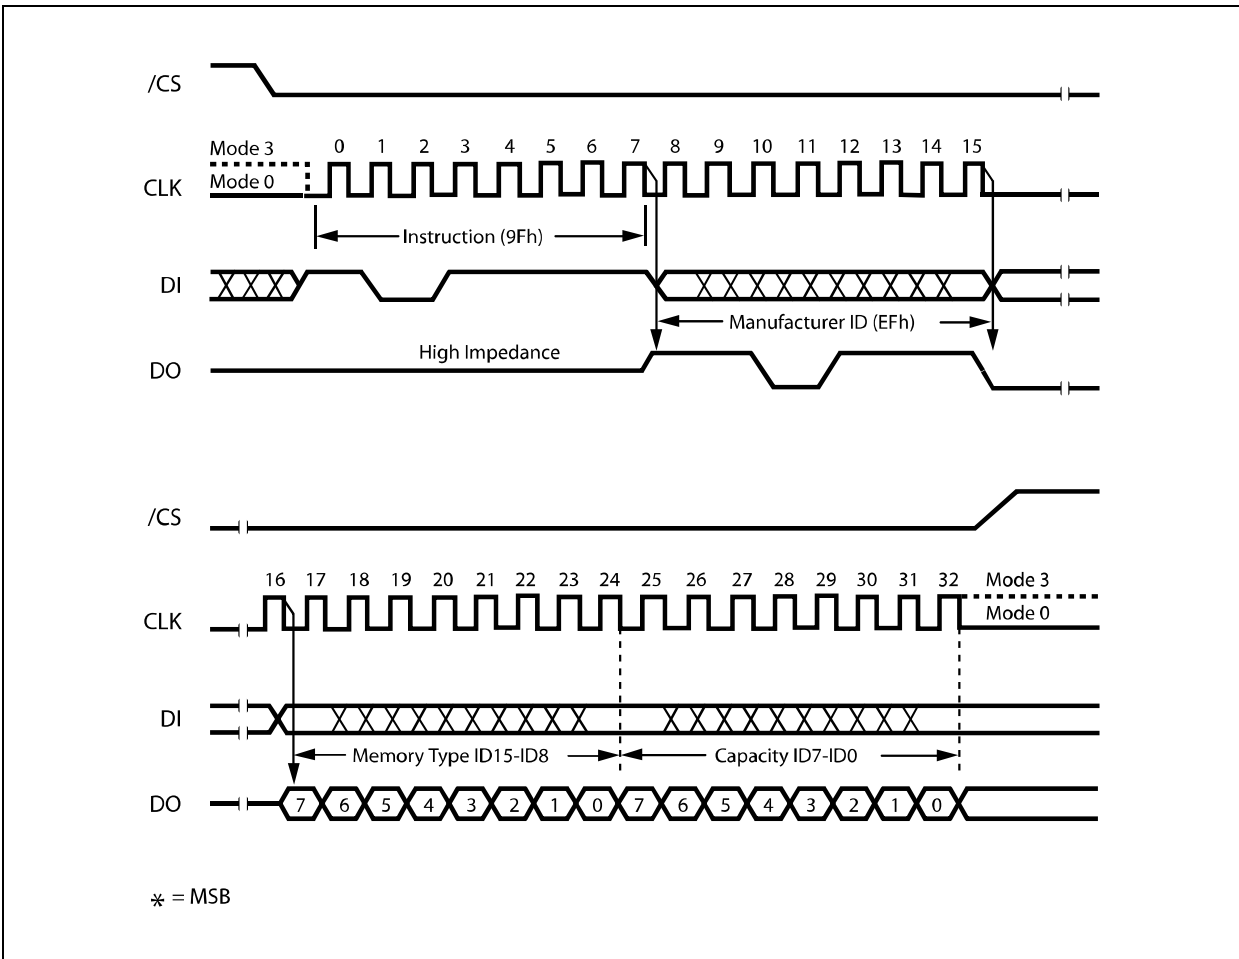 /CS
Mode 3
0 1 2 3 4 5 6 7 8 9 10 11 12 13 14 15
Mode 0
CLK
Instruction (9Fh)
DI
Manufacturer ID (EFh)
High Impedance
DO
/CS
16 17 18 19 20 21 22 23 24 25 26 27 28 29 30 31 32 Mode 3
CLK
Mode 0
DI
Memory Type ID15-ID8
Capacity ID7-ID0
DO
7 6 5 4 3 2 1 0 7 6 5 4 3 2 1 0
* = MSB